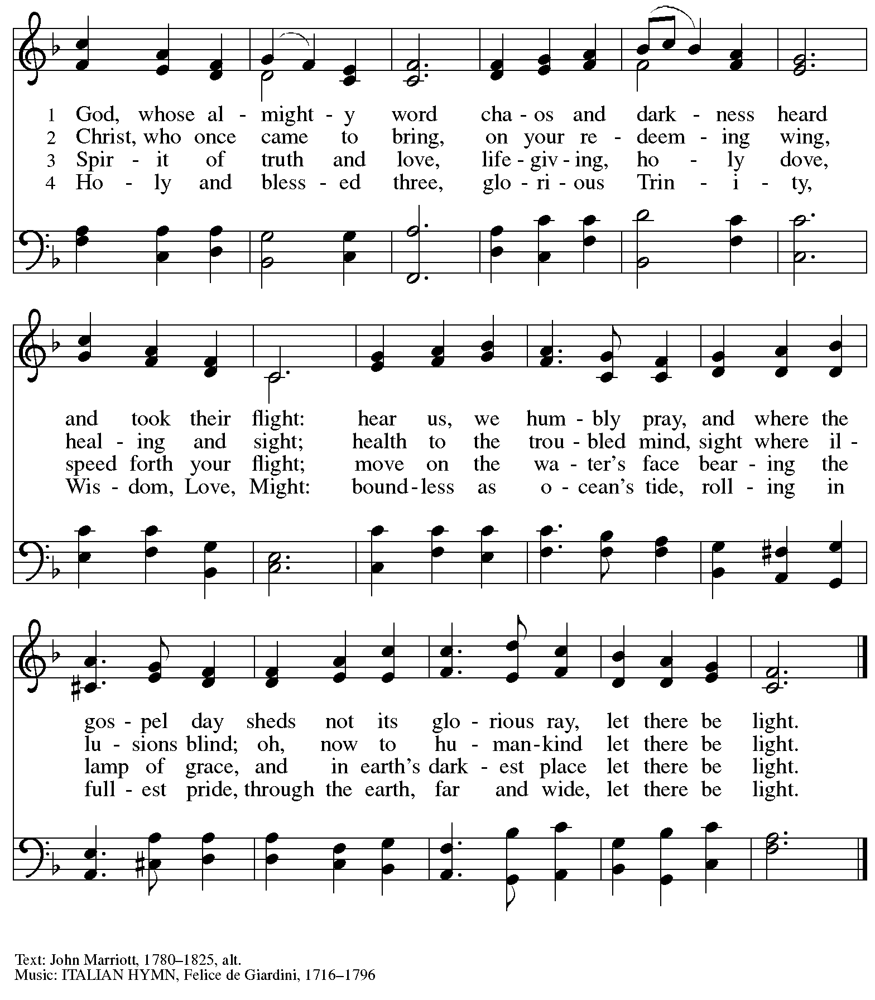 1 God, whose al - might - y word cha - os and dark - ness heard
2 Christ, who once came to bring, on your re - deem - ing wing,
3 Spir - it of truth and love, life - giv - ing, ho - ly dove,
4 Ho - ly and bless - ed three, glo - ri - ous Trin - i - ty,
and took their flight: hear us, we hum - bly pray, and where the
heal - ing and sight; health to the trou - bled mind, sight where il -
speed forth your flight; move on the wa - ter's face bear - ing the
Wis - dom, Love, Might: bound - less as o - cean's tide, roll - ing in
gos - pel day sheds not its glo - rious ray, let there be light.
lu - sions blind; oh, now to hu - man - kind let there be light.
lamp of grace, and in earth's dark - est place let there be light.
full - est pride, through the earth, far and wide, let there be light.
Text: John Marriott, 1780–1825, alt.
Music: ITALIAN HYMN, Felice de Giardini, 1716–1796